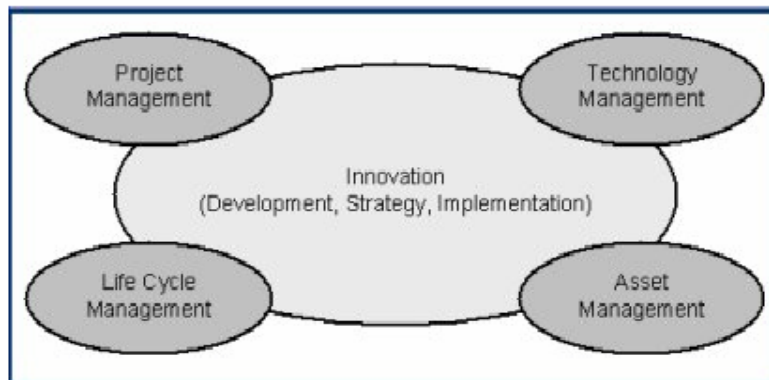 Project
Management
Technology
Management
Innovation
(Development, Strategy, Implementation)
Life Cycle
Management
Asset
Management